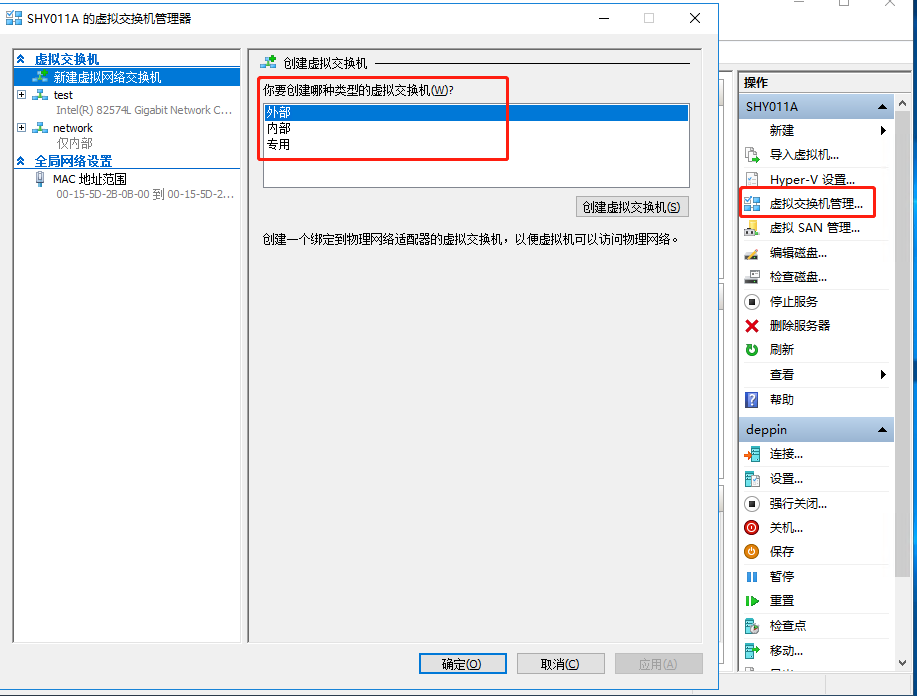 SHY011A 的虚拟交换机管理器
虚拟交换机
新建虚拟网络交换机
test
Intel(R) 82574L Gigabit Network C...
network
仅内部
全局网络设置
MAC 地址范围
00-15-5D-2B-0B-00 到 00-15-5D-2...
创建虚拟交换机
你要创建哪种类型的虚拟交换机(W)?
外部
内部
专用
创建虚拟交换机(S)
创建一个绑定到物理网络适配器的虚拟交换机，以便虚拟机可以访问物理网络。
确定(O)
取消(C)
应用(A)
操作
SHY011A
新建
导入虚拟机...
Hyper-V 设置...
虚拟交换机管理...
虚拟 SAN 管理...
编辑磁盘...
检查磁盘...
停止服务
删除服务器
刷新
查看
帮助
deppin
连接...
设置...
强行关闭...
关机...
保存
暂停
重置
检查点
移动...